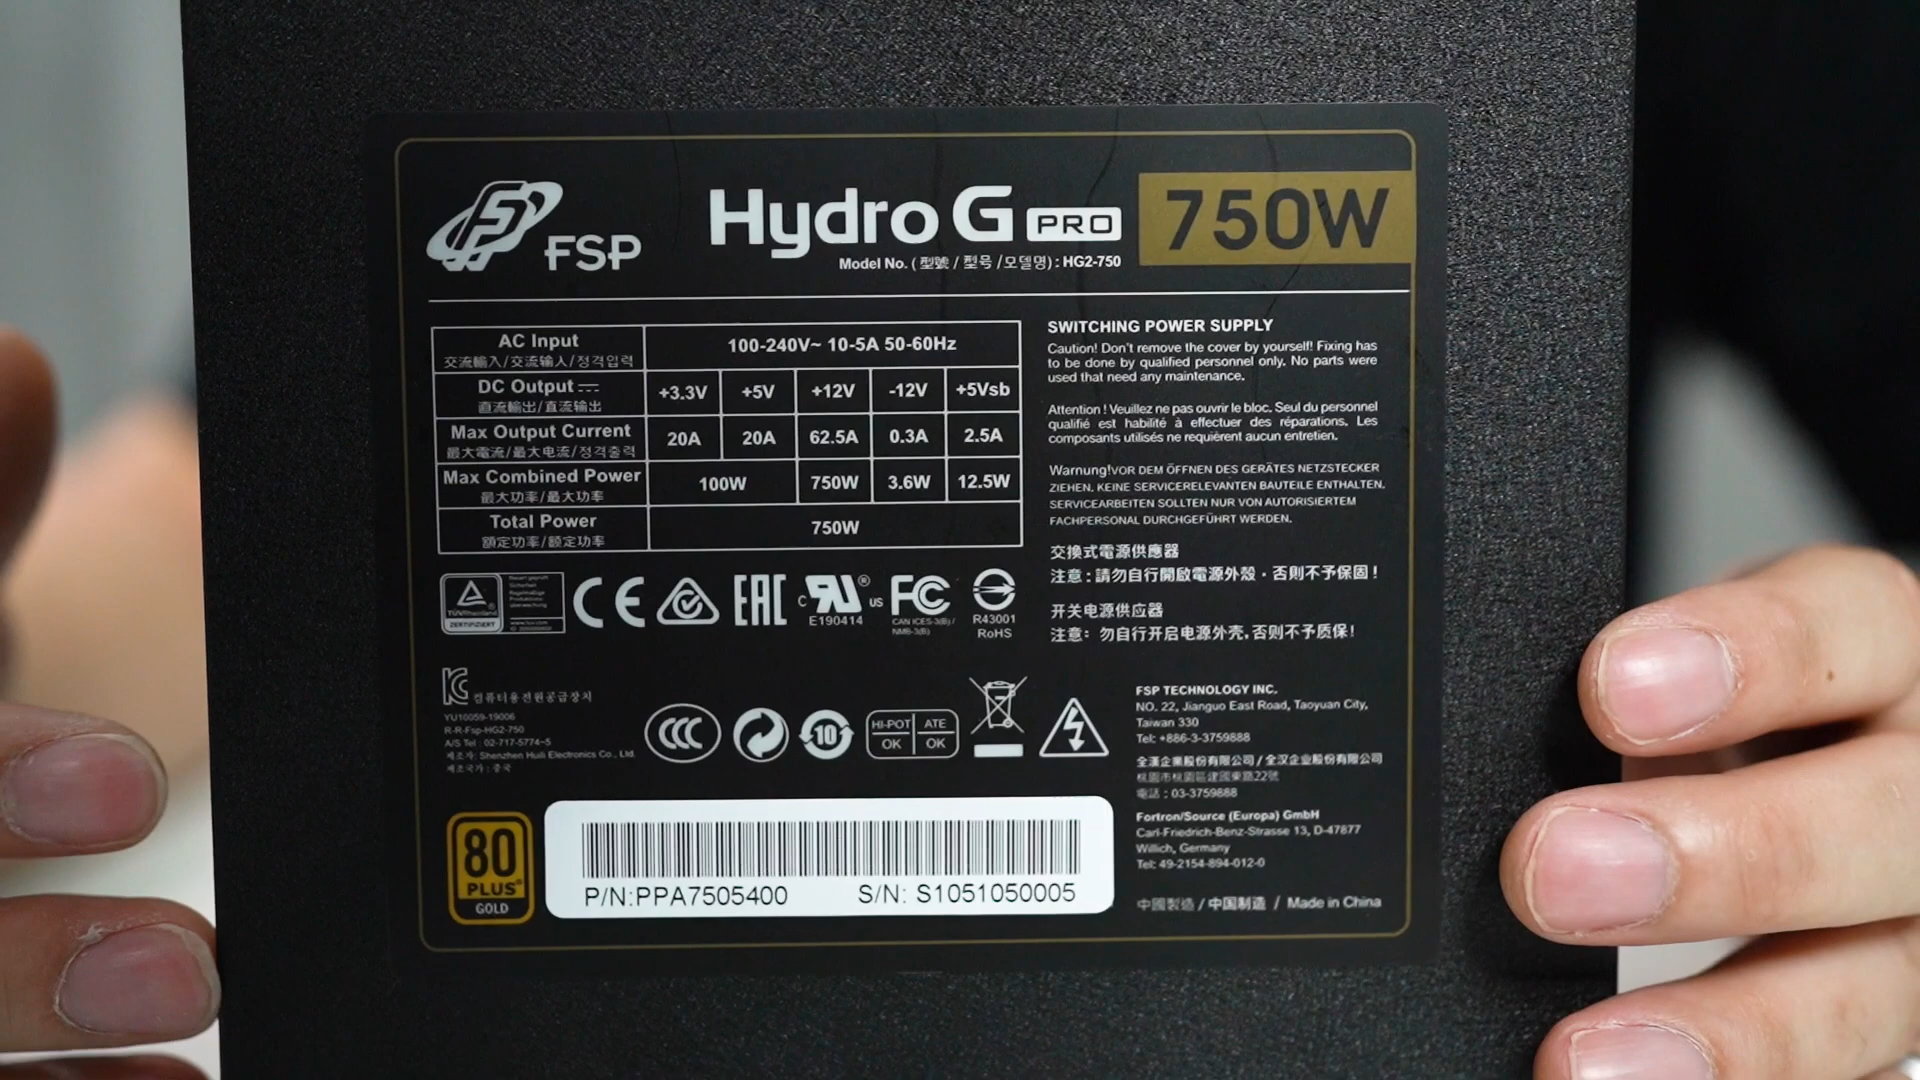 FSP
Hydro G PRO 750W
Model No. ( 型號 / 型号 /모델명) : HG2-750
AC Input
交流輸入/交流输入/정격입력
100-240V~ 10-5A 50-60Hz
DC Output
直流輸出/直流输出
+3.3V +5V +12V -12V +5Vsb
Max Output Current
最大電流/最大电流/정격출력
20A 20A 62.5A 0.3A 2.5A
Max Combined Power
最大功率/最大功率
100W 750W 3.6W 12.5W
Total Power
額定功率/额定功率
750W
SWITCHING POWER SUPPLY
Caution! Don't remove the cover by yourself! Fixing has
to be done by qualified personnel only. No parts were
used that need any maintenance.
Attention ! Veuillez ne pas ouvrir le bloc. Seul du personnel
qualifié est habilité à effectuer des réparations. Les
composants utilisés ne requièrent aucun entretien.
Warnung!VOR DEM ÖFFNEN DES GERÄTES NETZSTECKER
ZIEHEN. KEINE SERVICERELEVANTEN BAUTEILE ENTHALTEN.
SERVICEARBEITEN SOLLTEN NUR VON AUTORISIERTEM
FACHPERSONAL DURCHGEFÜHRT WERDEN.
交換式電源供應器
注意 : 請勿自行開啟電源外殼，否則不予保固！
开关电源供应器
注意： 勿自行开启电源外壳，否则不予质保！
TÜVRheinland
ZERTIFIZIERT
CE
EAC
c RU ® US
E190414
FC
CAN ICES-3(B) /
NMB-3(B)
R43001
RoHS
KC 컴퓨터용전원공급장치
YU10059-19006
R-R-Fsp-HG2-750
A/S Tel : 02-717-5774~5
제조자 : Shenzhen Huili Electronics Co., Ltd.
제조국가 : 중국
CCC
10
HI-POT ATE
OK OK
FSP TECHNOLOGY INC.
NO. 22, Jianguo East Road, Taoyuan City,
Taiwan 330
Tel: +886-3-3759888
全漢企業股份有限公司 / 全汉企业股份有限公司
桃園市桃園區建國東路22號
電話 : 03-3759888
Fortron/Source (Europa) GmbH
Carl-Friedrich-Benz-Strasse 13, D-47877
Willich, Germany
Tel: 49-2154-894-012-0
中國製造 / 中国制造 / Made in China
80
PLUS
GOLD
P/N:PPA7505400 S/N: S1051050005